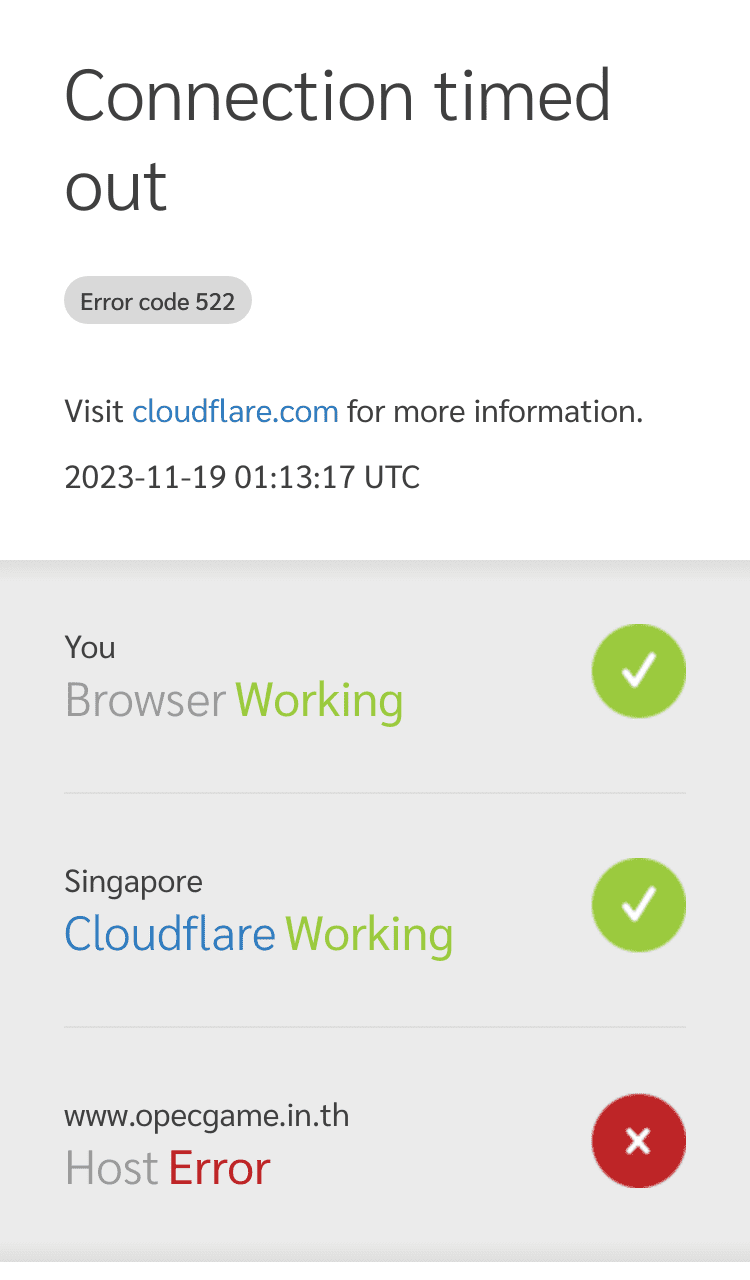 Connection timed
out
Error code 522
Visit cloudflare.com for more information.
2023-11-19 01:13:17 UTC
You
Browser Working
Singapore
Cloudflare Working
www.opecgame.in.th
Host Error